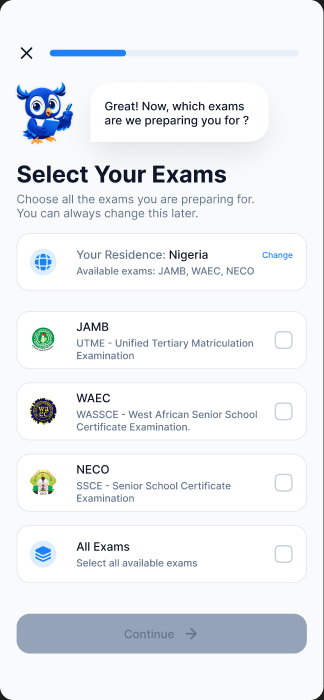 Great! Now, which exams
are we preparing you for ?
Select Your Exams
Choose all the exams you are preparing for.
You can always change this later.
Your Residence: Nigeria
Change
Available exams: JAMB, WAEC, NECO
JAMB
UTME - Unified Tertiary Matriculation
Examination
WAEC
WASSCE - West African Senior School
Certificate Examination.
NECO
SSCE - Senior School Certificate
Examination
All Exams
Select all available exams
Continue